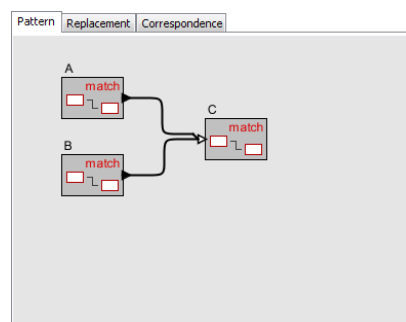 Pattern Replacement Correspondence
A
match
C
match
B
match